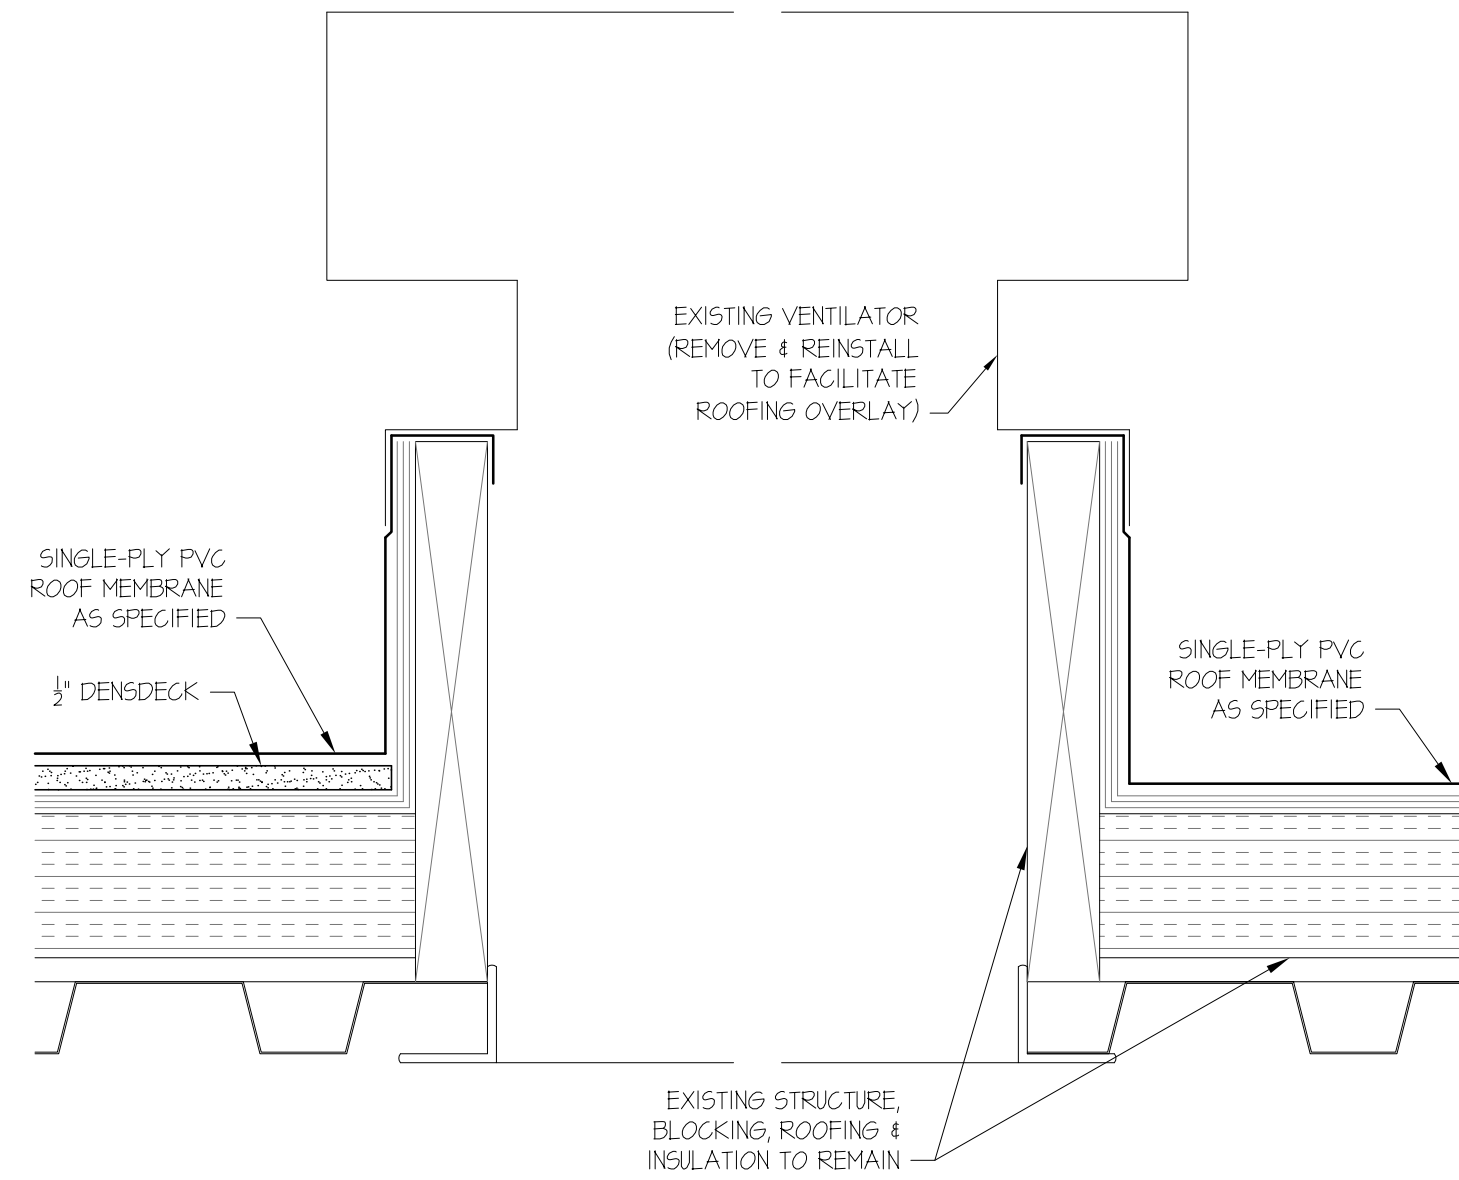 EXISTING VENTILATOR
(REMOVE & REINSTALL
TO FACILITATE
ROOFING OVERLAY)
SINGLE-PLY PVC
ROOF MEMBRANE
AS SPECIFIED
½" DENSDECK
SINGLE-PLY PVC
ROOF MEMBRANE
AS SPECIFIED
EXISTING STRUCTURE,
BLOCKING, ROOFING &
INSULATION TO REMAIN